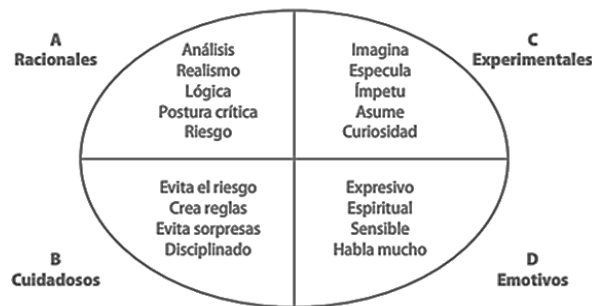 A
Racionales
Análisis
Realismo
Lógica
Postura crítica
Riesgo
Imagina
Especula
Ímpetu
Asume
Curiosidad
C
Experimentales
B
Cuidadosos
Evita el riesgo
Crea reglas
Evita sorpresas
Disciplinado
Expresivo
Espiritual
Sensible
Habla mucho
D
Emotivos